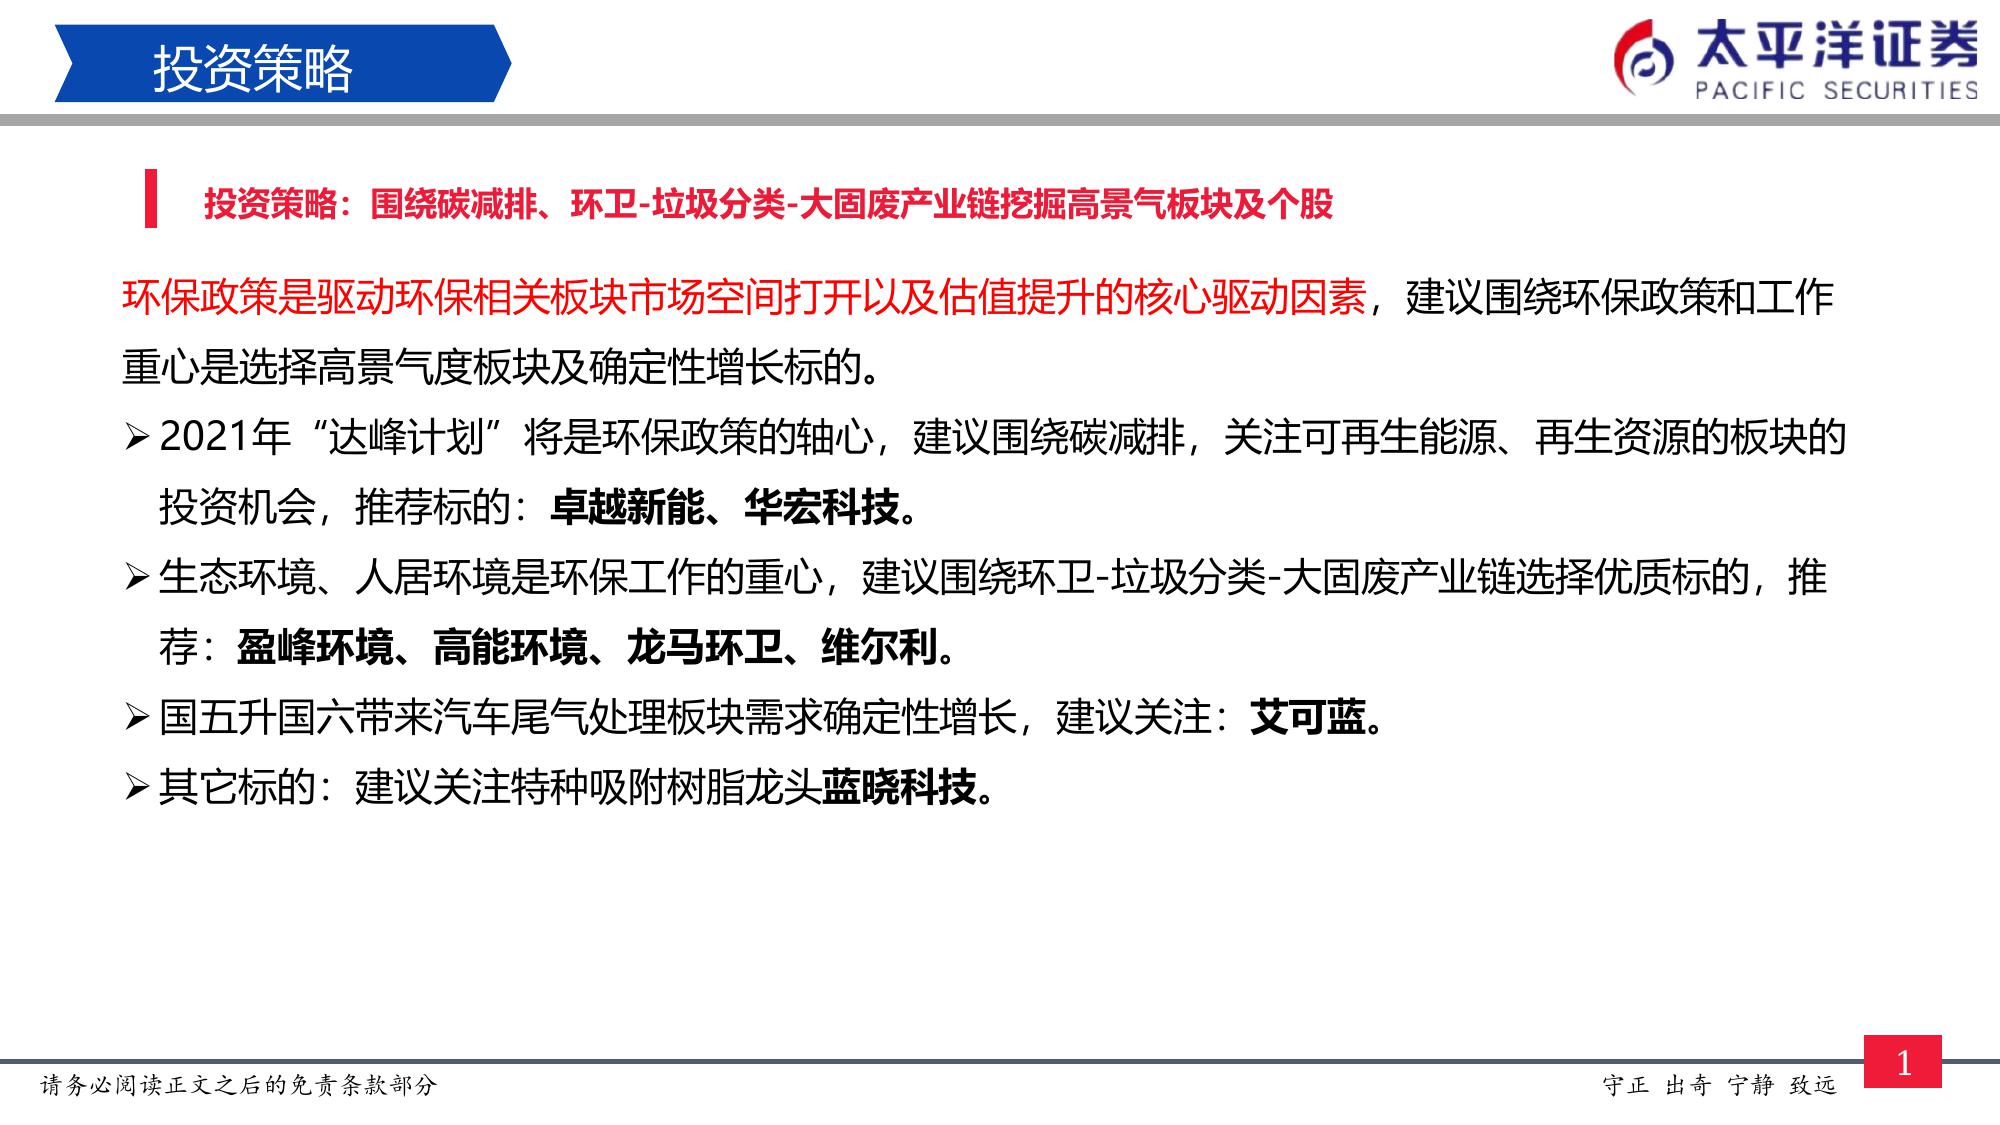 投资策略
太平洋证券
PACIFIC SECURITIES
投资策略：围绕碳减排、环卫-垃圾分类-大固废产业链挖掘高景气板块及个股
环保政策是驱动环保相关板块市场空间打开以及估值提升的核心驱动因素，建议围绕环保政策和工作
重心是选择高景气度板块及确定性增长标的。
➢2021年“达峰计划”将是环保政策的轴心，建议围绕碳减排，关注可再生能源、再生资源的板块的
投资机会，推荐标的：卓越新能、华宏科技。
➢生态环境、人居环境是环保工作的重心，建议围绕环卫-垃圾分类-大固废产业链选择优质标的，推
荐：盈峰环境、高能环境、龙马环卫、维尔利。
➢国五升国六带来汽车尾气处理板块需求确定性增长，建议关注：艾可蓝。
➢其它标的：建议关注特种吸附树脂龙头蓝晓科技。
请务必阅读正文之后的免责条款部分
守正 出奇 宁静 致远
1